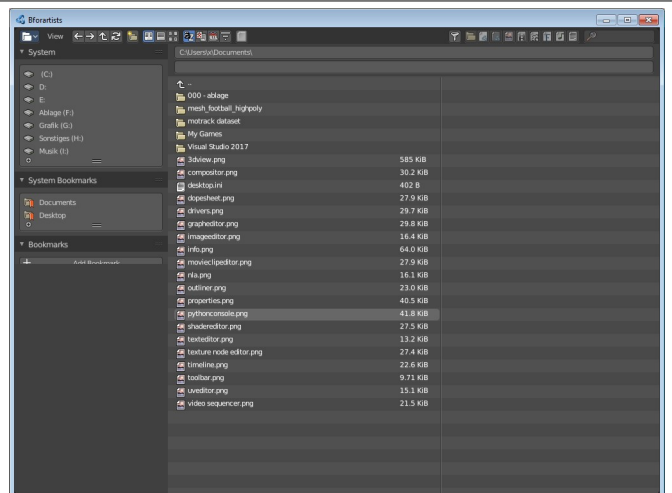 Bforartists
View
System
C:\Users\x\Documents\
(C:)
D:
E:
Ablage (F:)
Grafik (G:)
Sonstiges (H:)
Musik (I:)
System Bookmarks
Documents
Desktop
Bookmarks
Add Bookmark
..
000 - ablage
mesh_football_highpoly
motrack dataset
My Games
Visual Studio 2017
3dview.png 585 KiB
compositor.png 30.2 KiB
desktop.ini 402 B
dopesheet.png 27.9 KiB
drivers.png 29.7 KiB
grapheditor.png 29.8 KiB
imageeditor.png 16.4 KiB
info.png 64.0 KiB
movieclipeditor.png 27.9 KiB
nla.png 16.1 KiB
outliner.png 23.0 KiB
properties.png 40.5 KiB
pythonconsole.png 41.8 KiB
shadereditor.png 27.5 KiB
texteditor.png 13.2 KiB
texture node editor.png 27.4 KiB
timeline.png 22.6 KiB
toolbar.png 9.71 KiB
uveditor.png 15.1 KiB
video sequencer.png 21.5 KiB